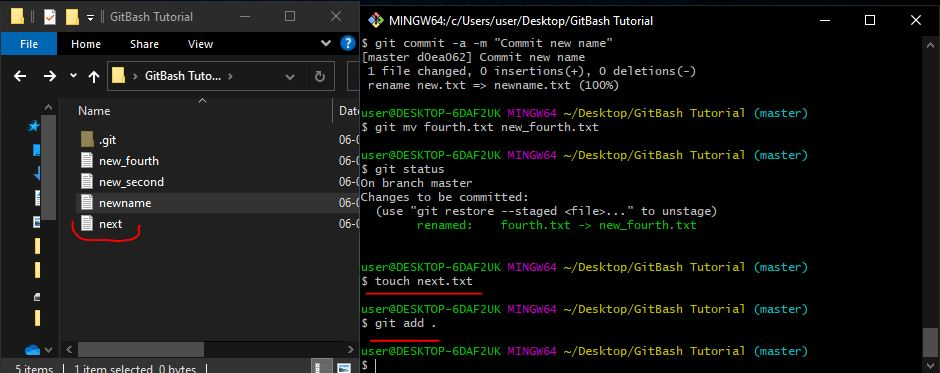 GitBash Tutorial
File
GitBash Tuto...
Name
.git
06-0
new_fourth
06-0
new_second
06-0
newname
06-0
next
06-0
5 items
1 item selected, 0 bytes
MINGW64:/c/Users/user/Desktop/GitBash Tutorial
$ git commit -a -m "Commit new name"
[master d0ea062] Commit new name
 1 file changed, 0 insertions(+), 0 deletions(-)
 rename new.txt => newname.txt (100%)
user@DESKTOP-6DAF2UK MINGW64 ~/Desktop/GitBash Tutorial (master)
$ git mv fourth.txt new_fourth.txt
user@DESKTOP-6DAF2UK MINGW64 ~/Desktop/GitBash Tutorial (master)
$ git status
On branch master
Changes to be committed:
  (use "git restore --staged <file>..." to unstage)
        renamed:    fourth.txt -> new_fourth.txt
user@DESKTOP-6DAF2UK MINGW64 ~/Desktop/GitBash Tutorial (master)
$ touch next.txt
user@DESKTOP-6DAF2UK MINGW64 ~/Desktop/GitBash Tutorial (master)
$ git add .
user@DESKTOP-6DAF2UK MINGW64 ~/Desktop/GitBash Tutorial (master)
$